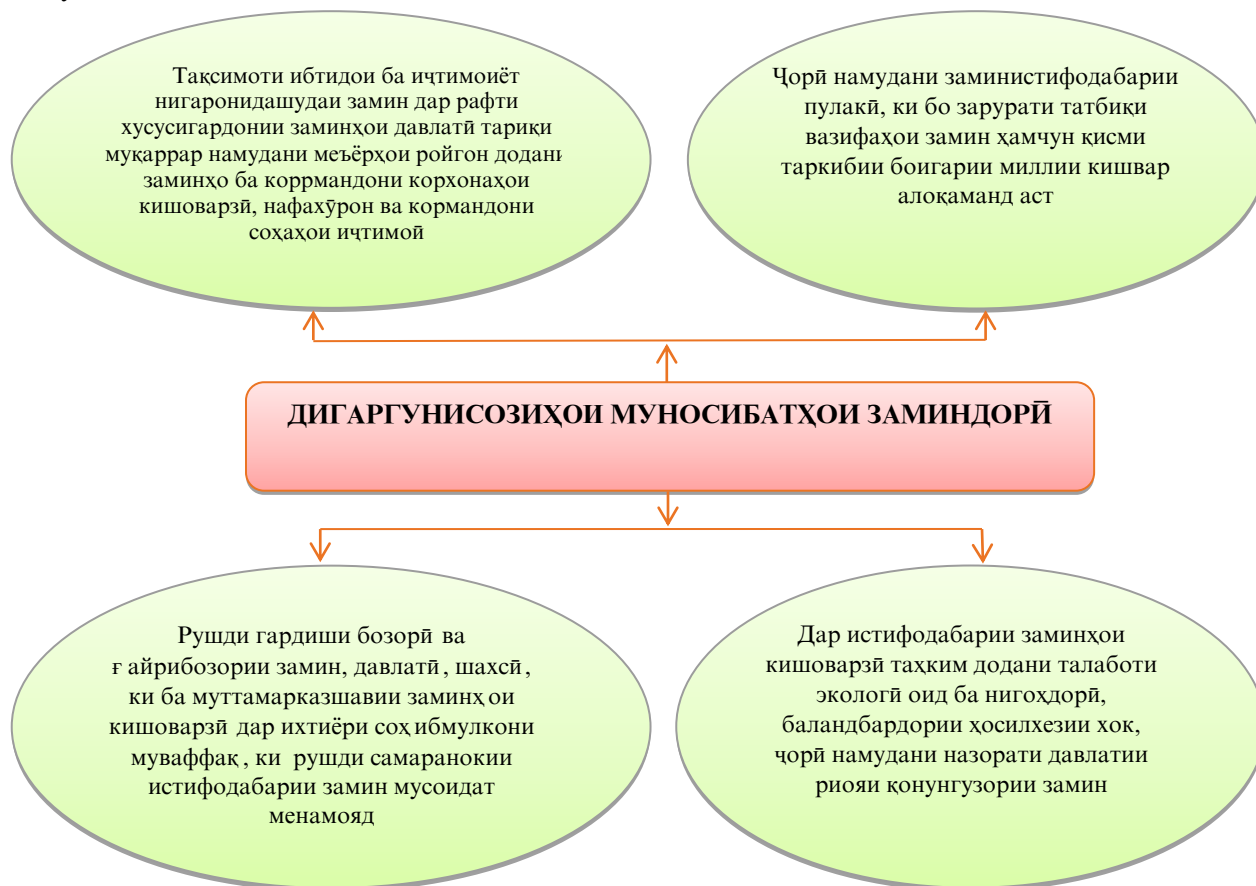 Тақсимоти ибтидои ба иҷтимоиёт
нигаронидашудаи замин дар рафти
хусусигардонии заминҳои давлатӣ тариқи
муқаррар намудани меъёрҳои ройгон додани
заминҳо ба коррмандони корхонаҳои
кишоварзӣ, нафахӯрон ва кормандони
соҳаҳои иҷтимоӣ
Ҷорӣ намудани заминистифодабарии
пулакӣ, ки бо зарурати татбиқи
вазифаҳои замин ҳамчун қисми
таркибии боигарии миллии кишвар
алоқаманд аст
ДИГАРГУНИСОЗИҲОИ МУНОСИБАТҲОИ ЗАМИНДОРӢ
Рушди гардиши бозорӣ ва
ғайрибозории замин, давлатӣ, шахсӣ,
ки ба муттамарказшавии заминҳои
кишоварзӣ дар ихтиёри соҳибмулкони
муваффақ, ки рушди самаранокии
истифодабарии замин мусоидат
менамояд
Дар истифодабарии заминҳои
кишоварзӣ таҳким додани талаботи
экологӣ оид ба нигоҳдорӣ,
баландбардории ҳосилхезии хок,
ҷорӣ намудани назорати давлатии
риояи қонунгузории замин